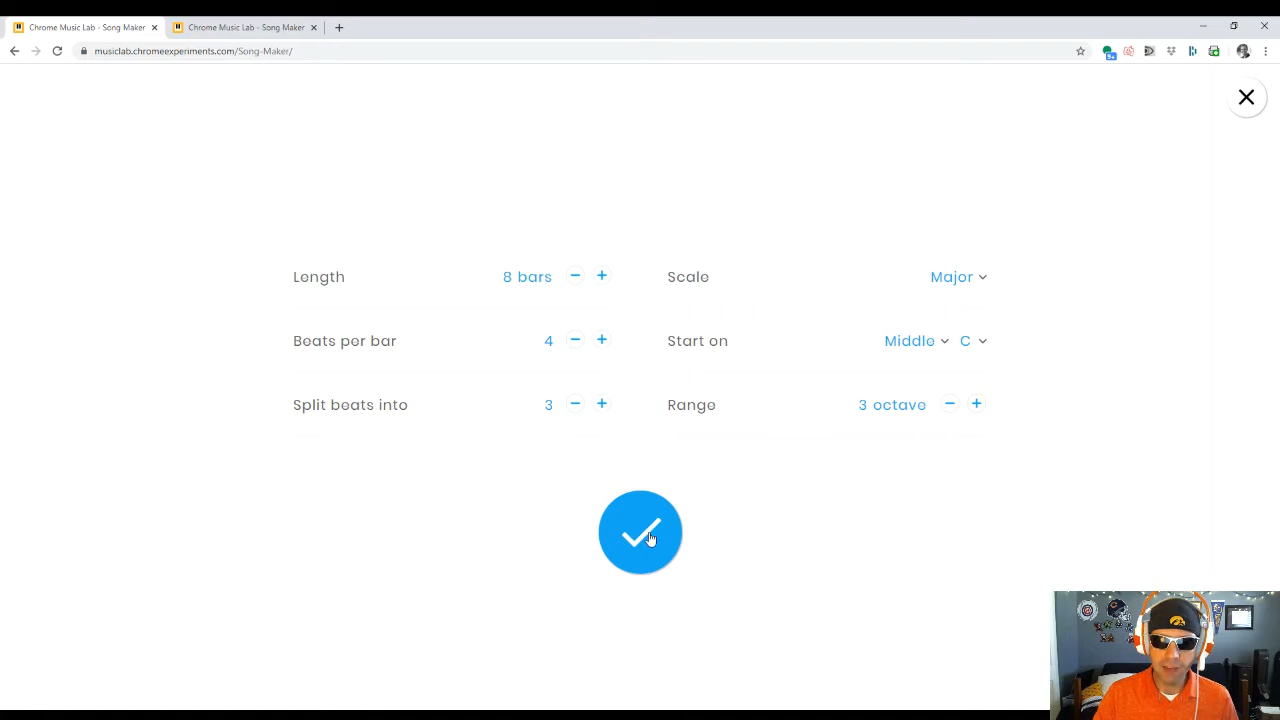 Chrome Music Lab - Song Maker
Chrome Music Lab - Song Maker
musiclab.chromeexperiments.com/Song-Maker/
Length 8 bars
Scale Major
Beats per bar 4
Start on Middle C
Split beats into 3
Range 3 octave